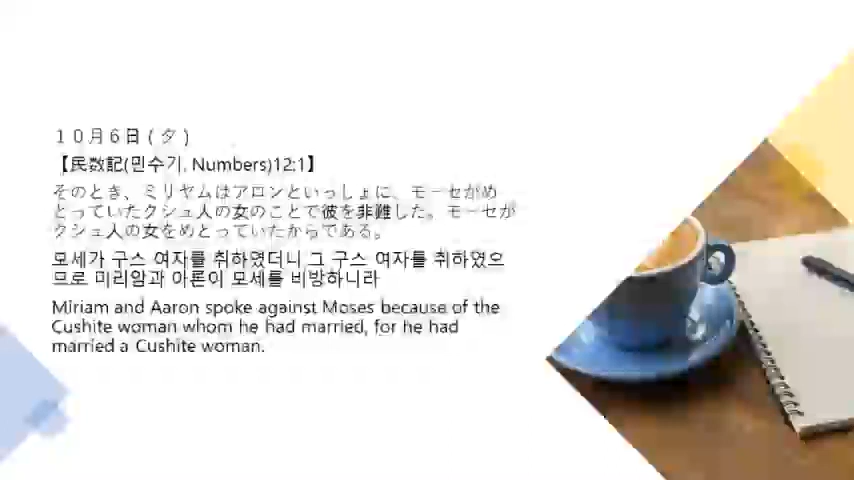 10月6日(夕)
【民数記(민수기, Numbers)12:1】
そのとき、ミリヤムはアロンといっしょに、モーセがめ
とっていたクシュ人の女のことで彼を非難した。モーセが
クシュ人の女をめとっていたからである。
모세가 구스 여자를 취하였더니 그 구스 여자를 취하였으
므로 미리암과 아론이 모세를 비방하니라
Miriam and Aaron spoke against Moses because of the
Cushite woman whom he had married, for he had
married a Cushite woman.